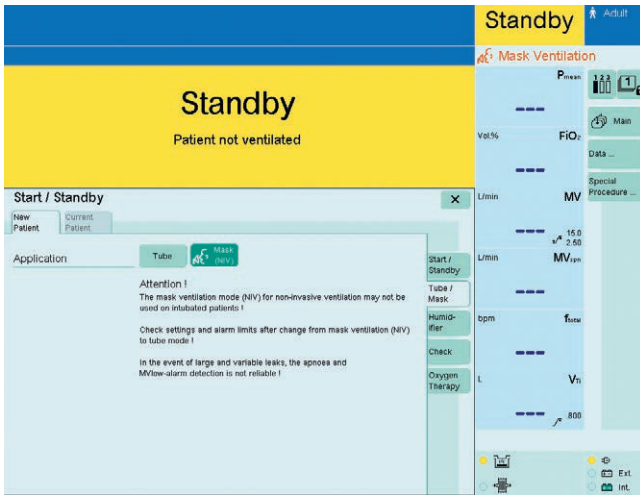 Standby
Adult
Mask Ventilation
Standby
Patient not ventilated
Pmean
---
1 2 3
1
Main
Vol.%
FiO2
---
Data ...
Special
Procedure ...
L/min
MV
---
15.0
2.50
L/min
MVspn
---
bpm
ftotal
---
L
VTi
---
.800
Ext.
Int.
Start / Standby
×
New
Patient
Current
Patient
Application
Tube
Mask
(NIV)
Attention !
The mask ventilation mode (NIV) for non-invasive ventilation may not be
used on intubated patients !
Check settings and alarm limits after change from mask ventilation (NIV)
to tube mode !
In the event of large and variable leaks, the apnoea and
MVlow-alarm detection is not reliable !
Start /
Standby
Tube /
Mask
Humid-
ifier
Check
Oxygen
Therapy